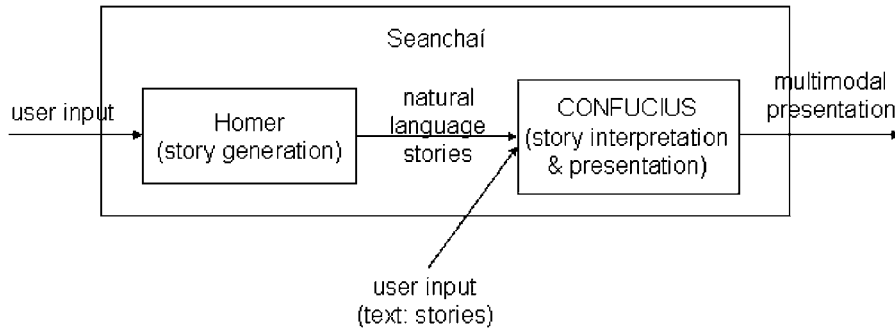 Seanchaí
user input
Homer
(story generation)
natural
language
stories
CONFUCIUS
(story interpretation
& presentation)
multimodal
presentation
user input
(text: stories)